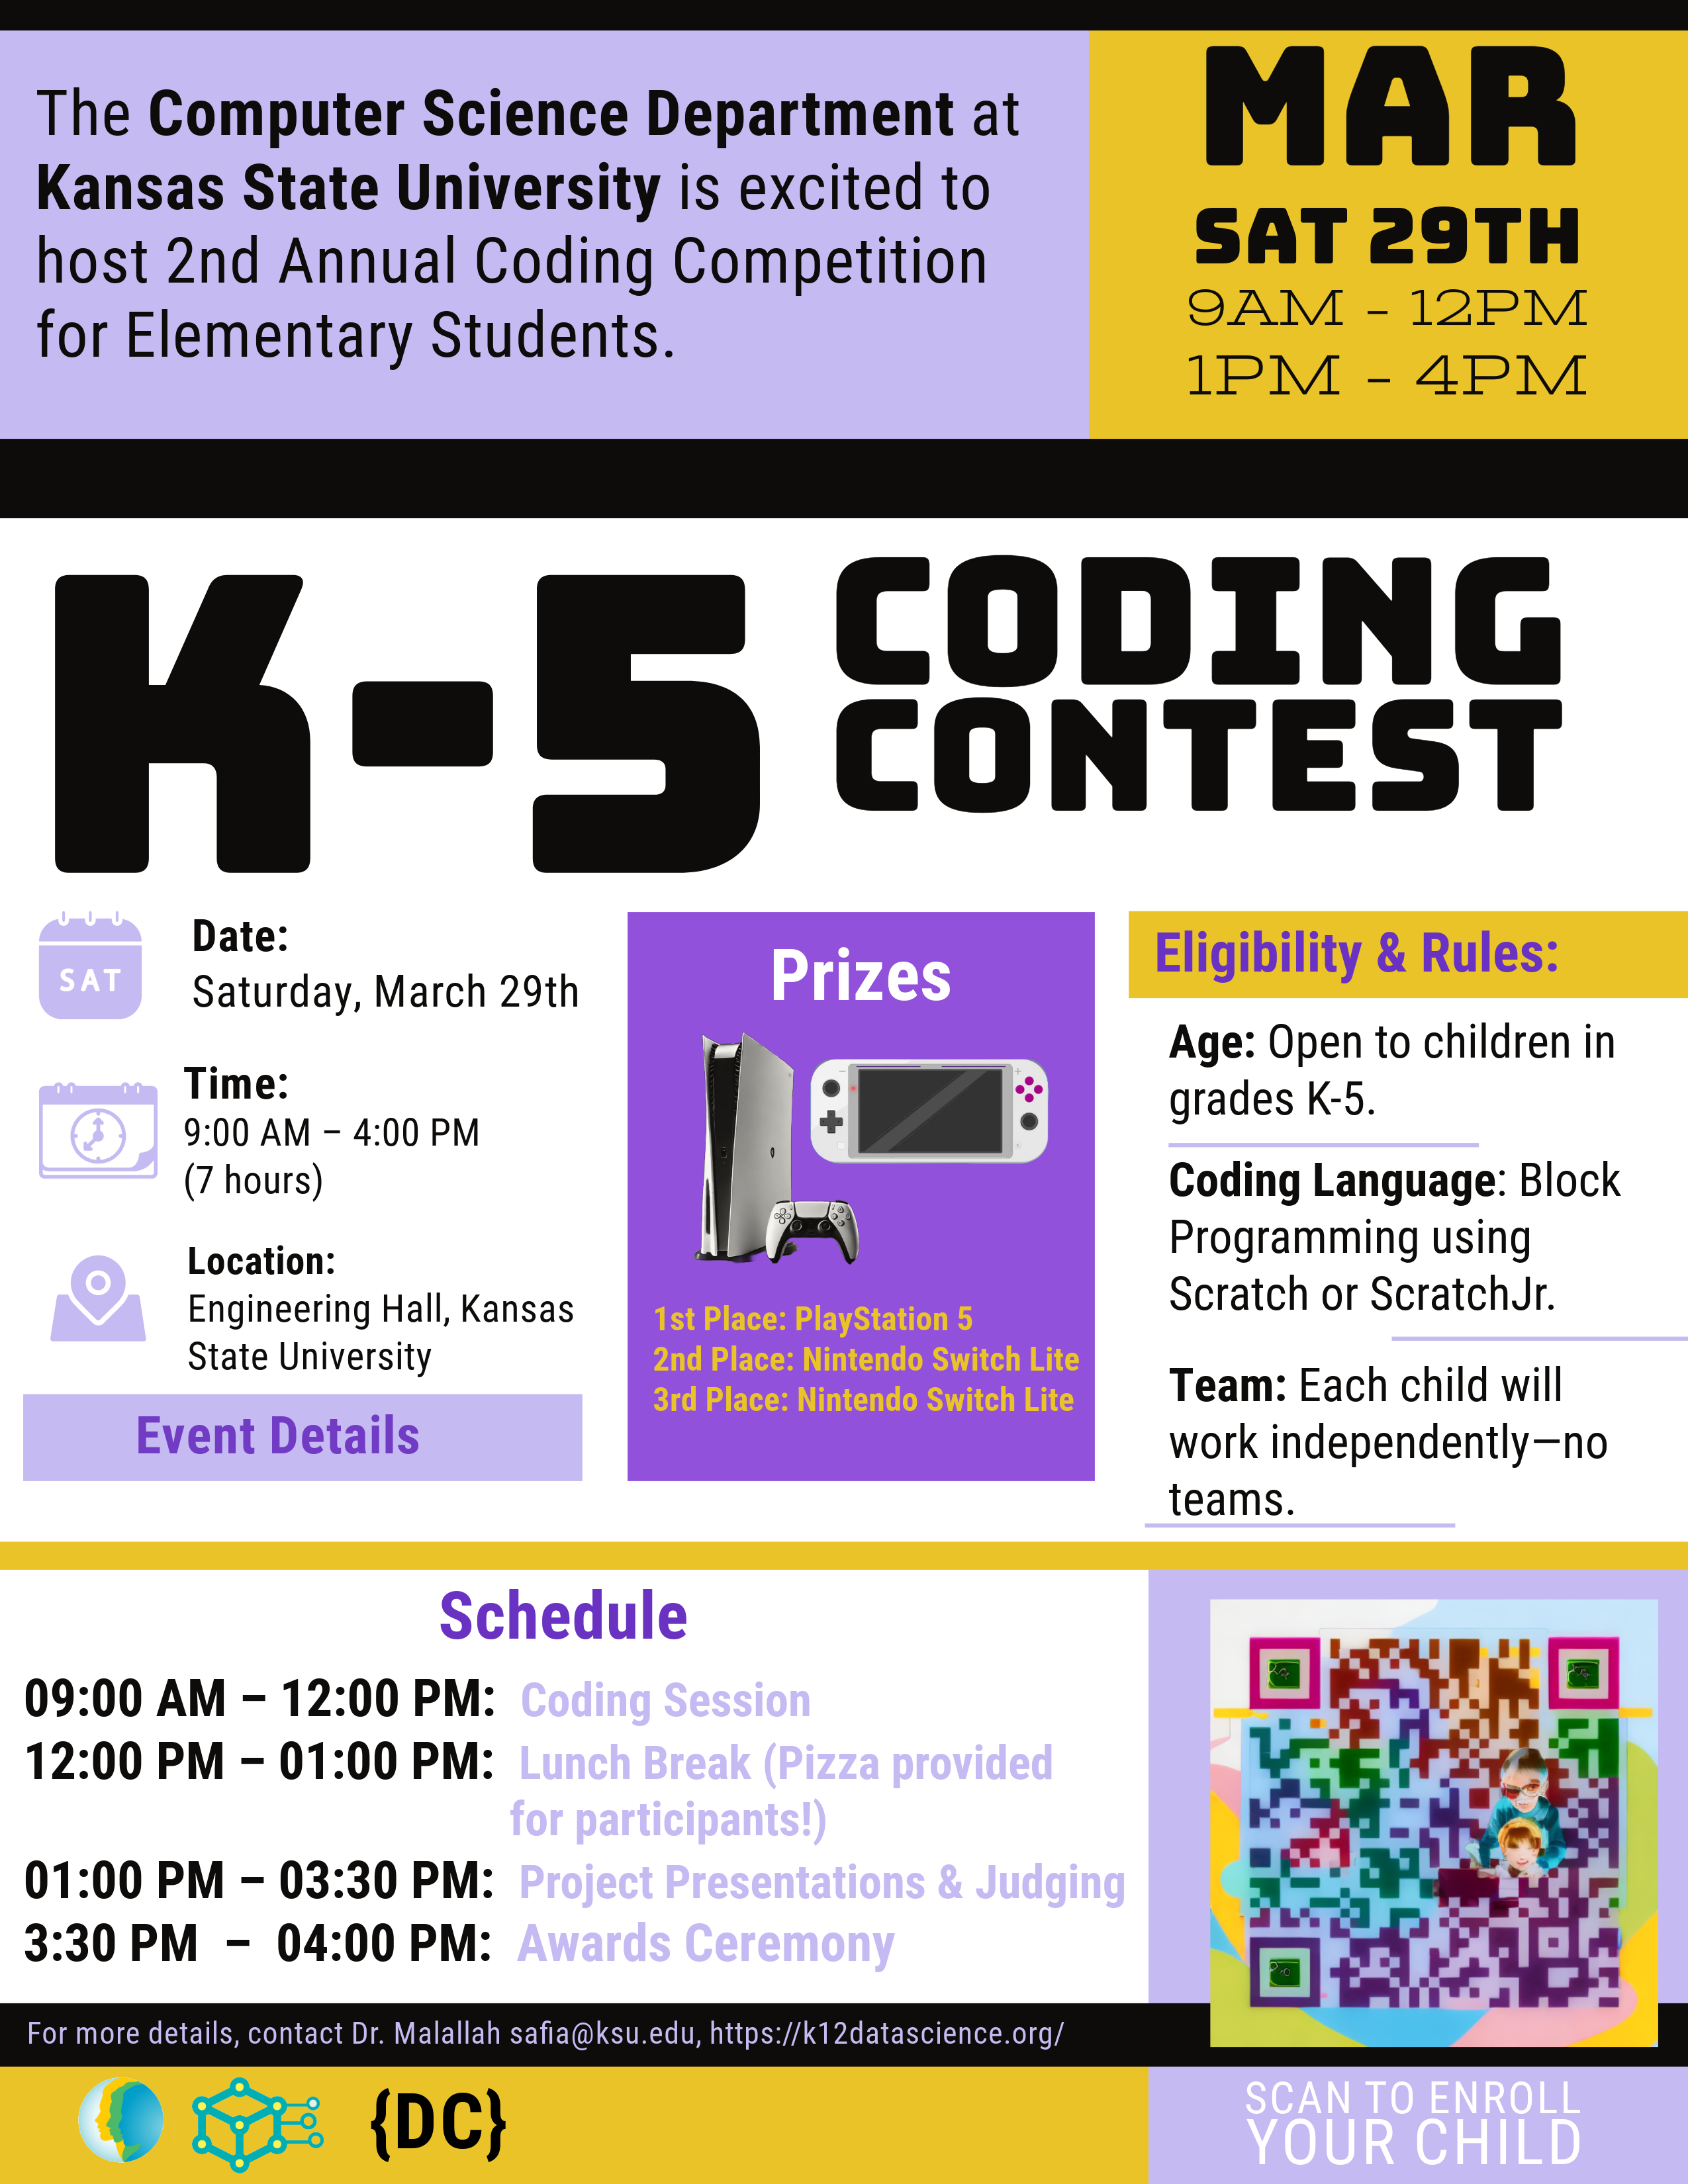 The Computer Science Department at
Kansas State University is excited to
host 2nd Annual Coding Competition
for Elementary Students.
MAR
SAT 29TH
9AM - 12PM
1PM - 4PM
K-5
CODING
CONTEST
SAT
Date:
Saturday, March 29th
Time:
9:00 AM – 4:00 PM
(7 hours)
Location:
Engineering Hall, Kansas
State University
Event Details
Prizes
1st Place: PlayStation 5
2nd Place: Nintendo Switch Lite
3rd Place: Nintendo Switch Lite
Eligibility & Rules:
Age: Open to children in
grades K-5.
Coding Language: Block
Programming using
Scratch or ScratchJr.
Team: Each child will
work independently—no
teams.
Schedule
09:00 AM – 12:00 PM: Coding Session
12:00 PM – 01:00 PM: Lunch Break (Pizza provided
for participants!)
01:00 PM – 03:30 PM: Project Presentations & Judging
3:30 PM – 04:00 PM: Awards Ceremony
For more details, contact Dr. Malallah safia@ksu.edu, https://k12datascience.org/
{DC}
SCAN TO ENROLL
YOUR CHILD